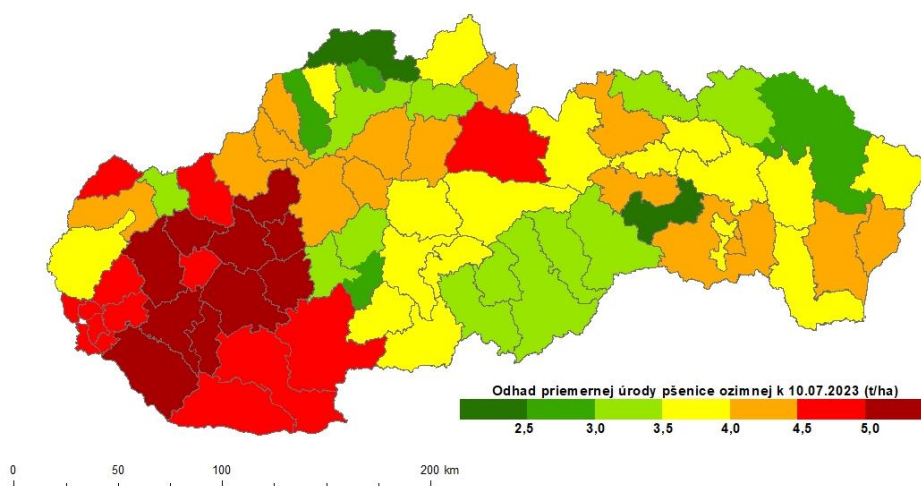 Odhad priemernej úrody pšenice ozimnej k 10.07.2023 (t/ha)
2,5 3,0 3,5 4,0 4,5 5,0
0 50 100 200 km